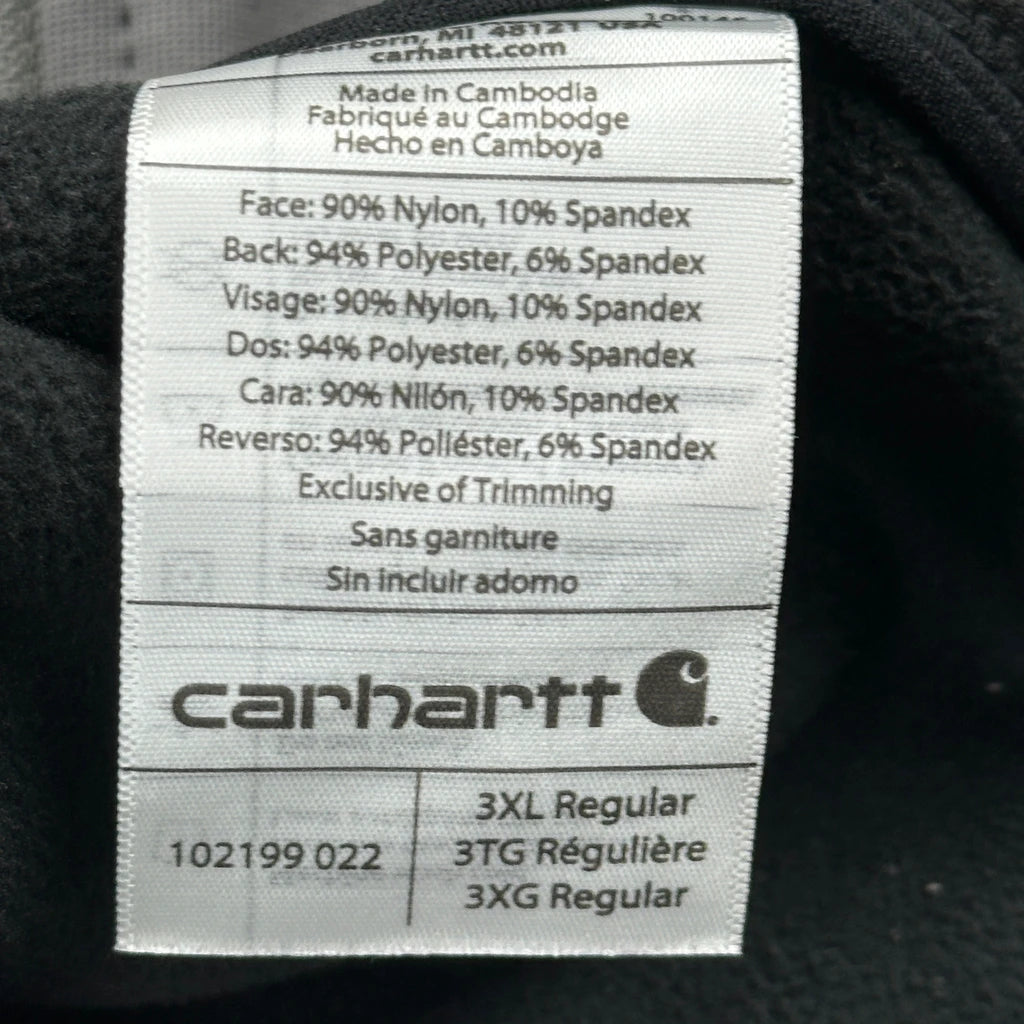 MI 48121 USA
carhartt.com
Made in Cambodia
Fabriqué au Cambodge
Hecho en Camboya
Face: 90% Nylon, 10% Spandex
Back: 94% Polyester, 6% Spandex
Visage: 90% Nylon, 10% Spandex
Dos: 94% Polyester, 6% Spandex
Cara: 90% Nilón, 10% Spandex
Reverso: 94% Poliéster, 6% Spandex
Exclusive of Trimming
Sans garniture
Sin incluir adorno
carhartt
102199 022
3XL Regular
3TG Régulière
3XG Regular